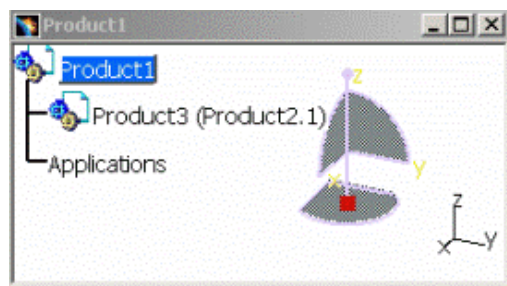 Product1
Product1
Product3 (Product2.1)
Applications
z
x
y
z
x
y